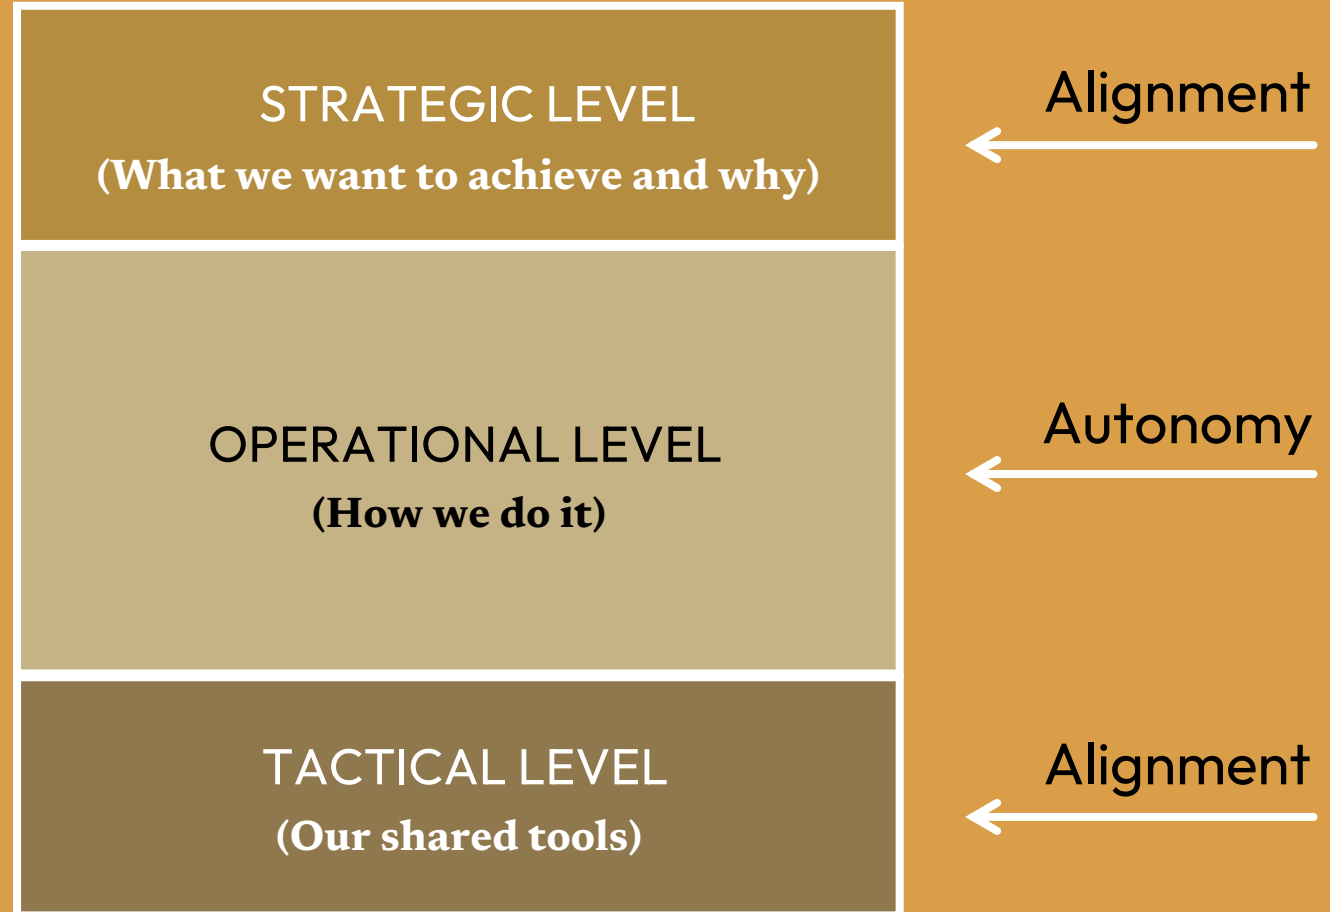 STRATEGIC LEVEL
(What we want to achieve and why)
Alignment
OPERATIONAL LEVEL
(How we do it)
Autonomy
TACTICAL LEVEL
(Our shared tools)
Alignment